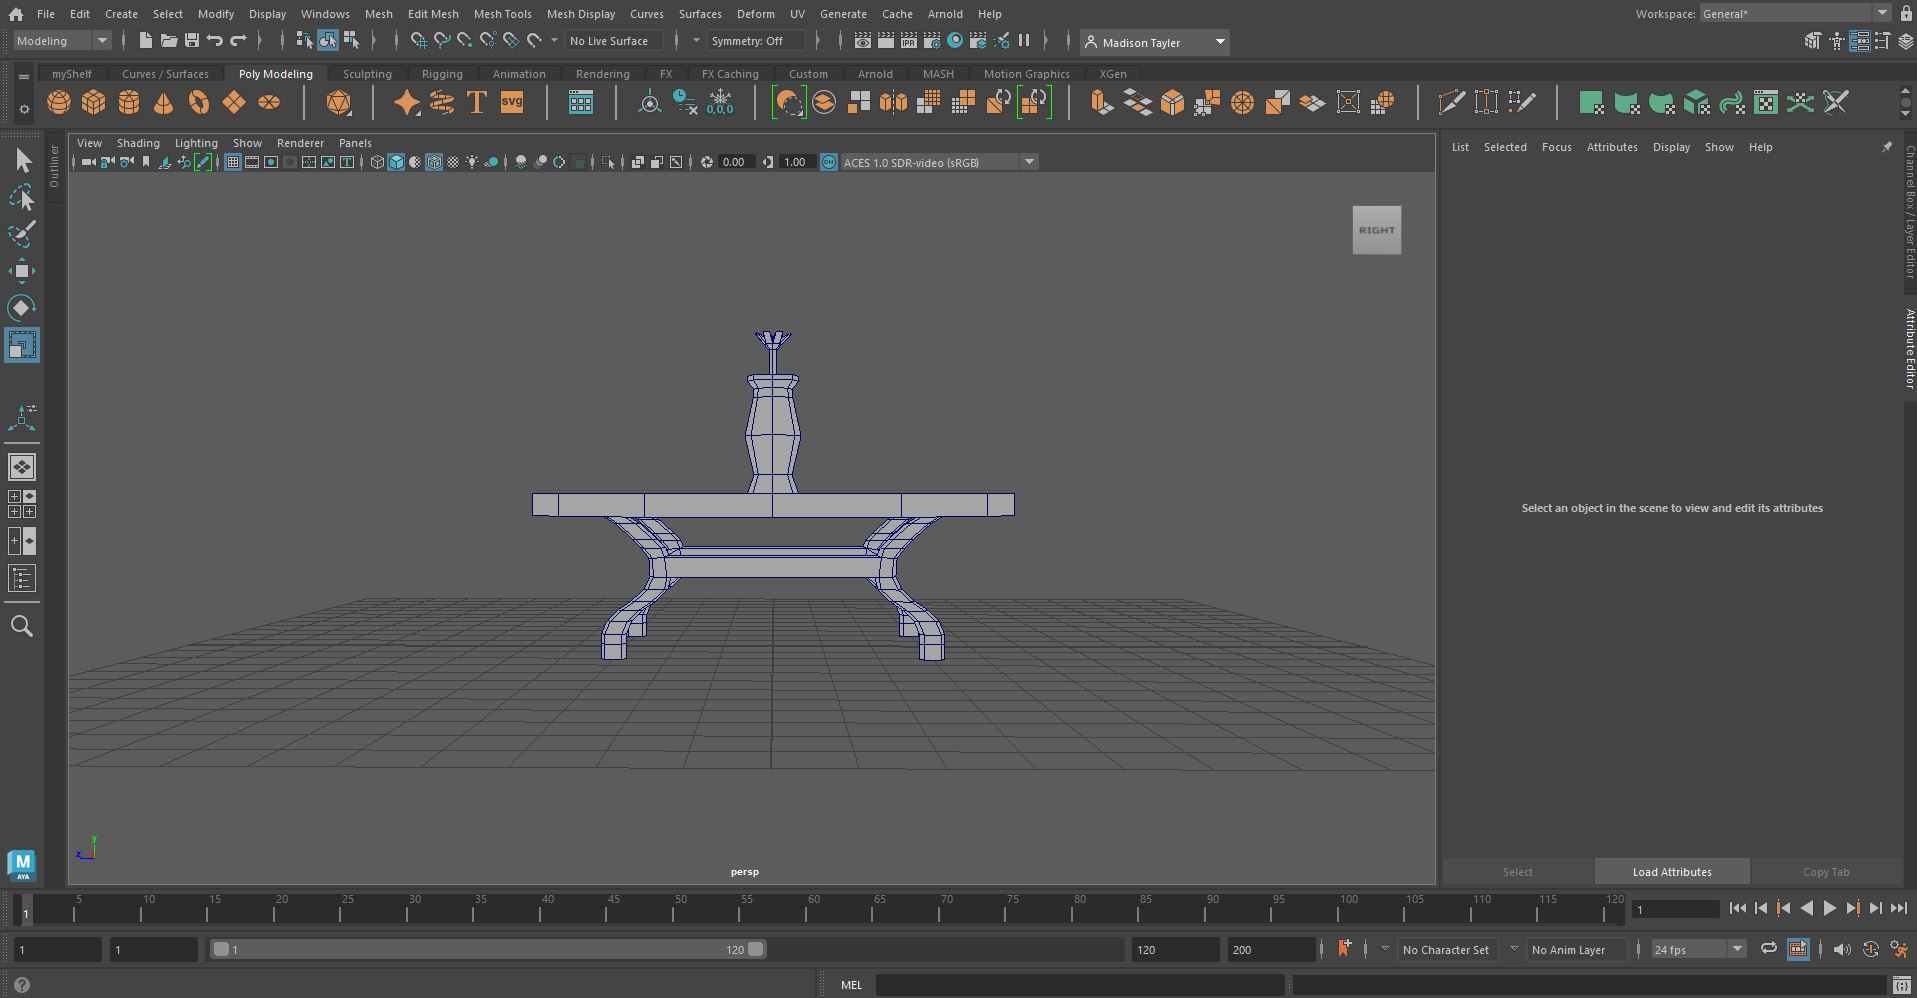 File Edit Create Select Modify Display Windows Mesh Edit Mesh Mesh Tools Mesh Display Curves Surfaces Deform UV Generate Cache Arnold Help Workspace: General*
Modeling No Live Surface Symmetry: Off IPR Madison Tayler
myShelf Curves / Surfaces Poly Modeling Sculpting Rigging Animation Rendering FX FX Caching Custom Arnold MASH Motion Graphics XGen
T SVG 0,0,0
View Shading Lighting Show Renderer Panels
0.00 1.00 ON ACES 1.0 SDR-video (sRGB)
List Selected Focus Attributes Display Show Help
Outliner
Channel Box / Layer Editor
Attribute Editor
RIGHT
Select an object in the scene to view and edit its attributes
y
z
persp
M
AYA
Select Load Attributes Copy Tab
1 5 10 15 20 25 30 35 40 45 50 55 60 65 70 75 80 85 90 95 100 105 110 115 120 1
1 1 1 120 120 200 No Character Set No Anim Layer 24 fps
MEL